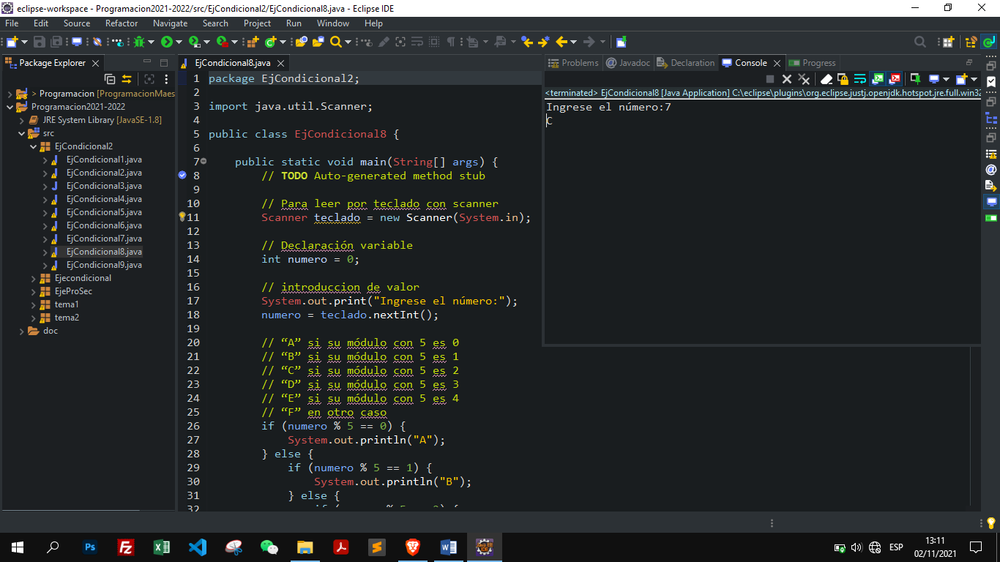 eclipse-workspace - Programacion2021-2022/src/EjCondicional2/EjCondicional8.java - Eclipse IDE
File Edit Source Refactor Navigate Search Project Run Window Help
Package Explorer
> Programacion [ProgramacionMaes
Programacion2021-2022
JRE System Library [JavaSE-1.8]
src
EjCondicional2
EjCondicional1.java
EjCondicional2.java
EjCondicional3.java
EjCondicional4.java
EjCondicional5.java
EjCondicional6.java
EjCondicional7.java
EjCondicional8.java
EjCondicional9.java
Ejecondicional
EjeProSec
tema1
tema2
doc
EjCondicional8.java
1 package EjCondicional2;
2
3 import java.util.Scanner;
4
5 public class EjCondicional8 {
6
7 public static void main(String[] args) {
8 // TODO Auto-generated method stub
9
10 // Para leer por teclado con scanner
11 Scanner teclado = new Scanner(System.in);
12
13 // Declaración variable
14 int numero = 0;
15
16 // introduccion de valor
17 System.out.print("Ingrese el número:");
18 numero = teclado.nextInt();
19
20 // “A” si su módulo con 5 es 0
21 // “B” si su módulo con 5 es 1
22 // “C” si su módulo con 5 es 2
23 // “D” si su módulo con 5 es 3
24 // “E” si su módulo con 5 es 4
25 // “F” en otro caso
26 if (numero % 5 == 0) {
27 System.out.println("A");
28 } else {
29 if (numero % 5 == 1) {
30 System.out.println("B");
31 } else {
32
Problems Javadoc Declaration Console Progress
<terminated> EjCondicional8 [Java Application] C:\eclipse\plugins\org.eclipse.justj.openjdk.hotspot.jre.full.win32
Ingrese el número:7
C
ESP
13:11
02/11/2021